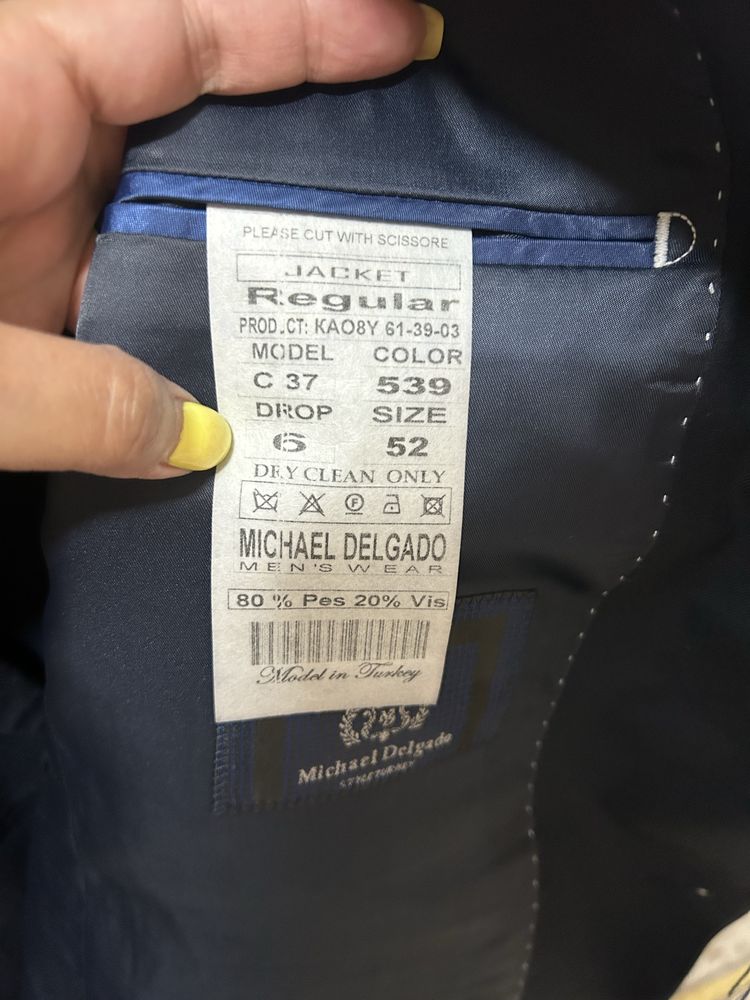 PLEASE CUT WITH SCISSORE
JACKET
Regular
PROD.CT: KAO8Y 61-39-03
MODEL COLOR
C 37 539
DROP SIZE
6 52
DRY CLEAN ONLY
MICHAEL DELGADO
MEN'S WEAR
80 % Pes 20% Vis
Model in Turkey
Michael Delgado
STYLETURKEY